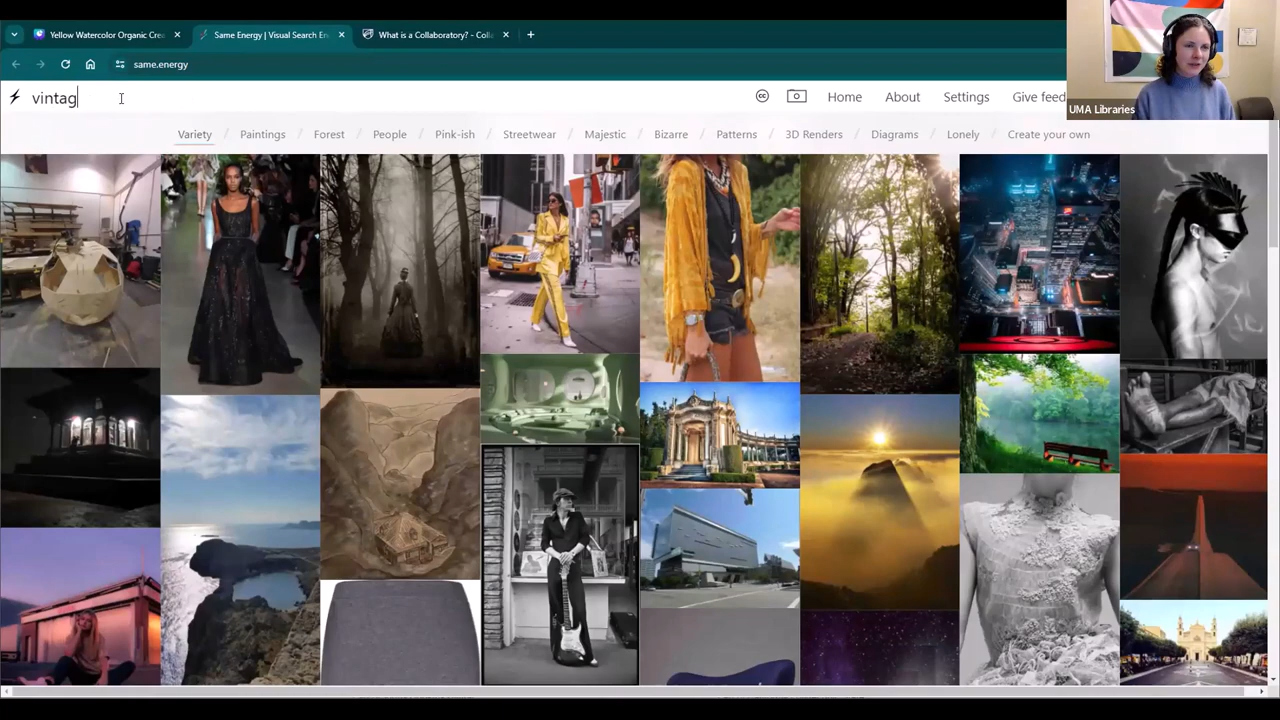 Yellow Watercolor Organic Crea
Same Energy | Visual Search En
What is a Collaboratory? - Colla
same.energy
vintag
Home
About
Settings
Give feed
UMA Libraries
Variety / Paintings / Forest / People / Pink-ish / Streetwear / Majestic / Bizarre / Patterns / 3D Renders / Diagrams / Lonely / Create your own